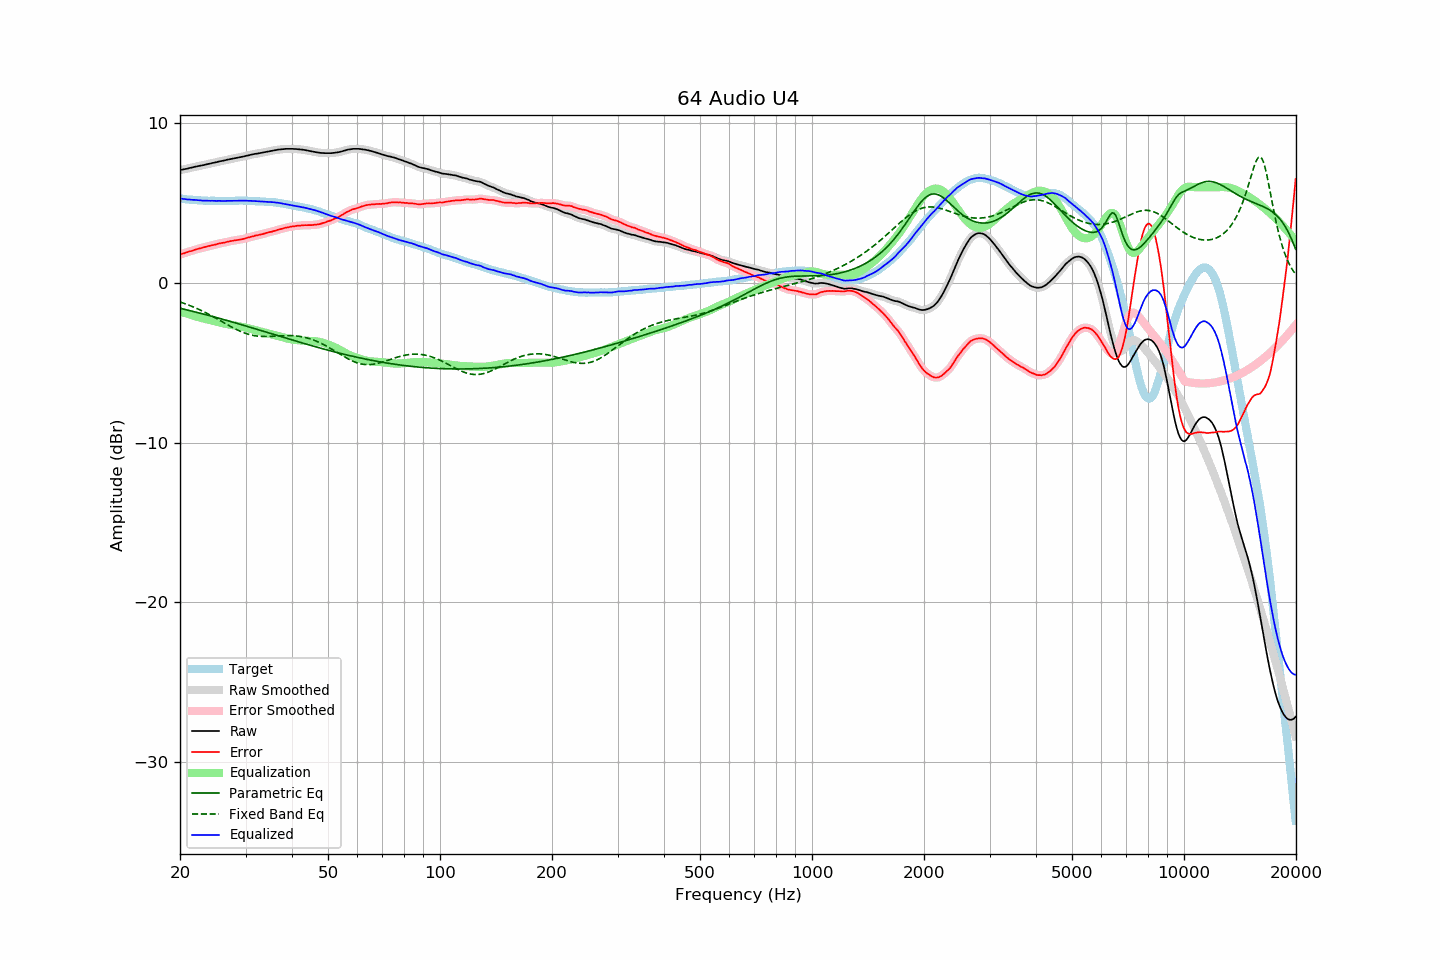 64 Audio U4
10
0
−10
−20
−30
Amplitude (dBr)
Target
Raw Smoothed
Error Smoothed
Raw
Error
Equalization
Parametric Eq
Fixed Band Eq
Equalized
20 50 100 200 500 1000 2000 5000 10000 20000
Frequency (Hz)